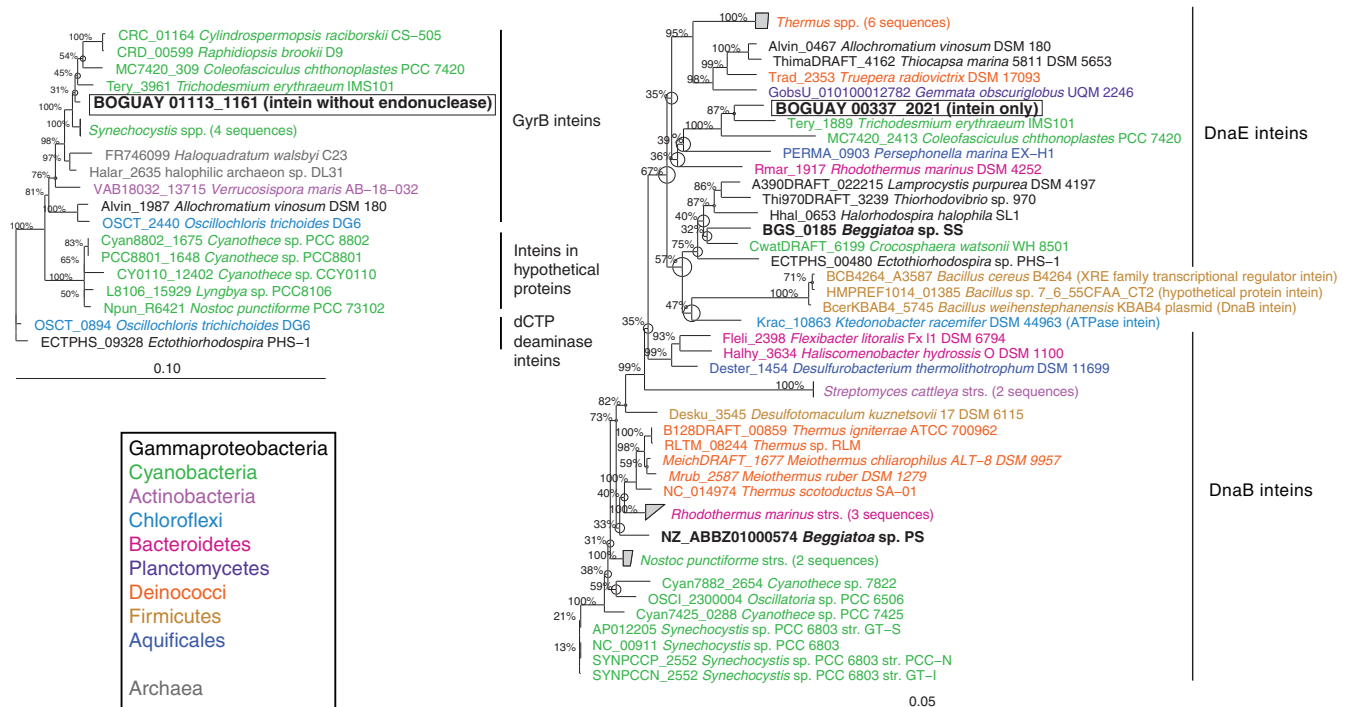 100%
54%
45%
31%
100%
100%
98%
97%
76%
81%
100%
100%
83%
65%
100%
50%
CRC_01164 Cylindrospermopsis raciborskii CS−505
CRD_00599 Raphidiopsis brookii D9
MC7420_309 Coleofasciculus chthonoplastes PCC 7420
Tery_3961 Trichodesmium erythraeum IMS101
BOGUAY 01113_1161 (intein without endonuclease)
Synechocystis spp. (4 sequences)
FR746099 Haloquadratum walsbyi C23
Halar_2635 halophilic archaeon sp. DL31
VAB18032_13715 Verrucosispora maris AB−18−032
Alvin_1987 Allochromatium vinosum DSM 180
OSCT_2440 Oscillochloris trichoides DG6
Cyan8802_1675 Cyanothece sp. PCC 8802
PCC8801_1648 Cyanothece sp. PCC8801
CY0110_12402 Cyanothece sp. CCY0110
L8106_15929 Lyngbya sp. PCC8106
Npun_R6421 Nostoc punctiforme PCC 73102
OSCT_0894 Oscillochloris trichichoides DG6
ECTPHS_09328 Ectothiorhodospira PHS−1
0.10
GyrB inteins
Inteins in
hypothetical
proteins
dCTP
deaminase
inteins
Gammaproteobacteria
Cyanobacteria
Actinobacteria
Chloroflexi
Bacteroidetes
Planctomycetes
Deinococci
Firmicutes
Aquificales
Archaea
100%
95%
100%
99%
98%
35%
87%
100%
39%
36%
67%
86%
40%
32%
75%
57%
71%
100%
47%
35%
93%
99%
100%
99%
82%
73%
100%
98%
59%
100%
40%
100%
33%
31%
100%
38%
59%
100%
21%
13%
Thermus spp. (6 sequences)
Alvin_0467 Allochromatium vinosum DSM 180
ThimaDRAFT_4162 Thiocapsa marina 5811 DSM 5653
Trad_2353 Truepera radiovictrix DSM 17093
GobsU_010100012782 Gemmata obscuriglobus UQM 2246
BOGUAY 00337_2021 (intein only)
Tery_1889 Trichodesmium erythraeum IMS101
MC7420_2413 Coleofasciculus chthonoplastes PCC 7420
PERMA_0903 Persephonella marina EX−H1
Rmar_1917 Rhodothermus marinus DSM 4252
A390DRAFT_022215 Lamprocystis purpurea DSM 4197
Thi970DRAFT_3239 Thiorhodovibrio sp. 970
Hhal_0653 Halorhodospira halophila SL1
BGS_0185 Beggiatoa sp. SS
CwatDRAFT_6199 Crocosphaera watsonii WH 8501
ECTPHS_00480 Ectothiorhodospira sp. PHS−1
BCB4264_A3587 Bacillus cereus B4264 (XRE family transcriptional regulator intein)
HMPREF1014_01385 Bacillus sp. 7_6_55CFAA_CT2 (hypothetical protein intein)
BcerKBAB4_5745 Bacillus weihenstephanensis KBAB4 plasmid (DnaB intein)
Krac_10863 Ktedonobacter racemifer DSM 44963 (ATPase intein)
Fleli_2398 Flexibacter litoralis Fx l1 DSM 6794
Halhy_3634 Haliscomenobacter hydrossis O DSM 1100
Dester_1454 Desulfurobacterium thermolithotrophum DSM 11699
Streptomyces cattleya strs. (2 sequences)
Desku_3545 Desulfotomaculum kuznetsovii 17 DSM 6115
B128DRAFT_00859 Thermus igniterrae ATCC 700962
RLTM_08244 Thermus sp. RLM
MeichDRAFT_1677 Meiothermus chliarophilus ALT−8 DSM 9957
Mrub_2587 Meiothermus ruber DSM 1279
NC_014974 Thermus scotoductus SA−01
Rhodothermus marinus strs. (3 sequences)
NZ_ABBZ01000574 Beggiatoa sp. PS
Nostoc punctiforme strs. (2 sequences)
Cyan7882_2654 Cyanothece sp. 7822
OSCI_2300004 Oscillatoria sp. PCC 6506
Cyan7425_0288 Cyanothece sp. PCC 7425
AP012205 Synechocystis sp. PCC 6803 str. GT−S
NC_00911 Synechocystis sp. PCC 6803
SYNPCCP_2552 Synechocystis sp. PCC 6803 str. PCC−N
SYNPCCN_2552 Synechocystis sp. PCC 6803 str. GT−I
0.05
DnaE inteins
DnaB inteins